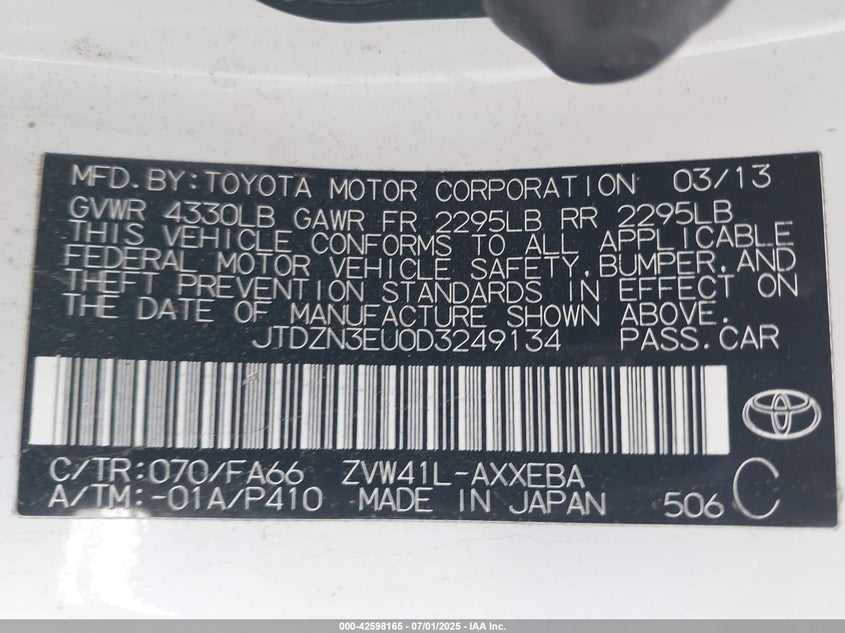 MFD.BY:TOYOTA MOTOR CORPORATION 03/13
GVWR 4330LB GAWR FR 2295LB RR 2295LB
THIS VEHICLE CONFORMS TO ALL APPLICABLE
FEDERAL MOTOR VEHICLE SAFETY,BUMPER,AND
THEFT PREVENTION STANDARDS IN EFFECT ON
THE DATE OF MANUFACTURE SHOWN ABOVE.
JTDZN3EU0D3249134 PASS.CAR
C/TR:070/FA66 ZVW41L-AXXEBA
A/TM:-01A/P410 MADE IN JAPAN 506 C
000-42598165 - 07/01/2025 - IAA Inc.